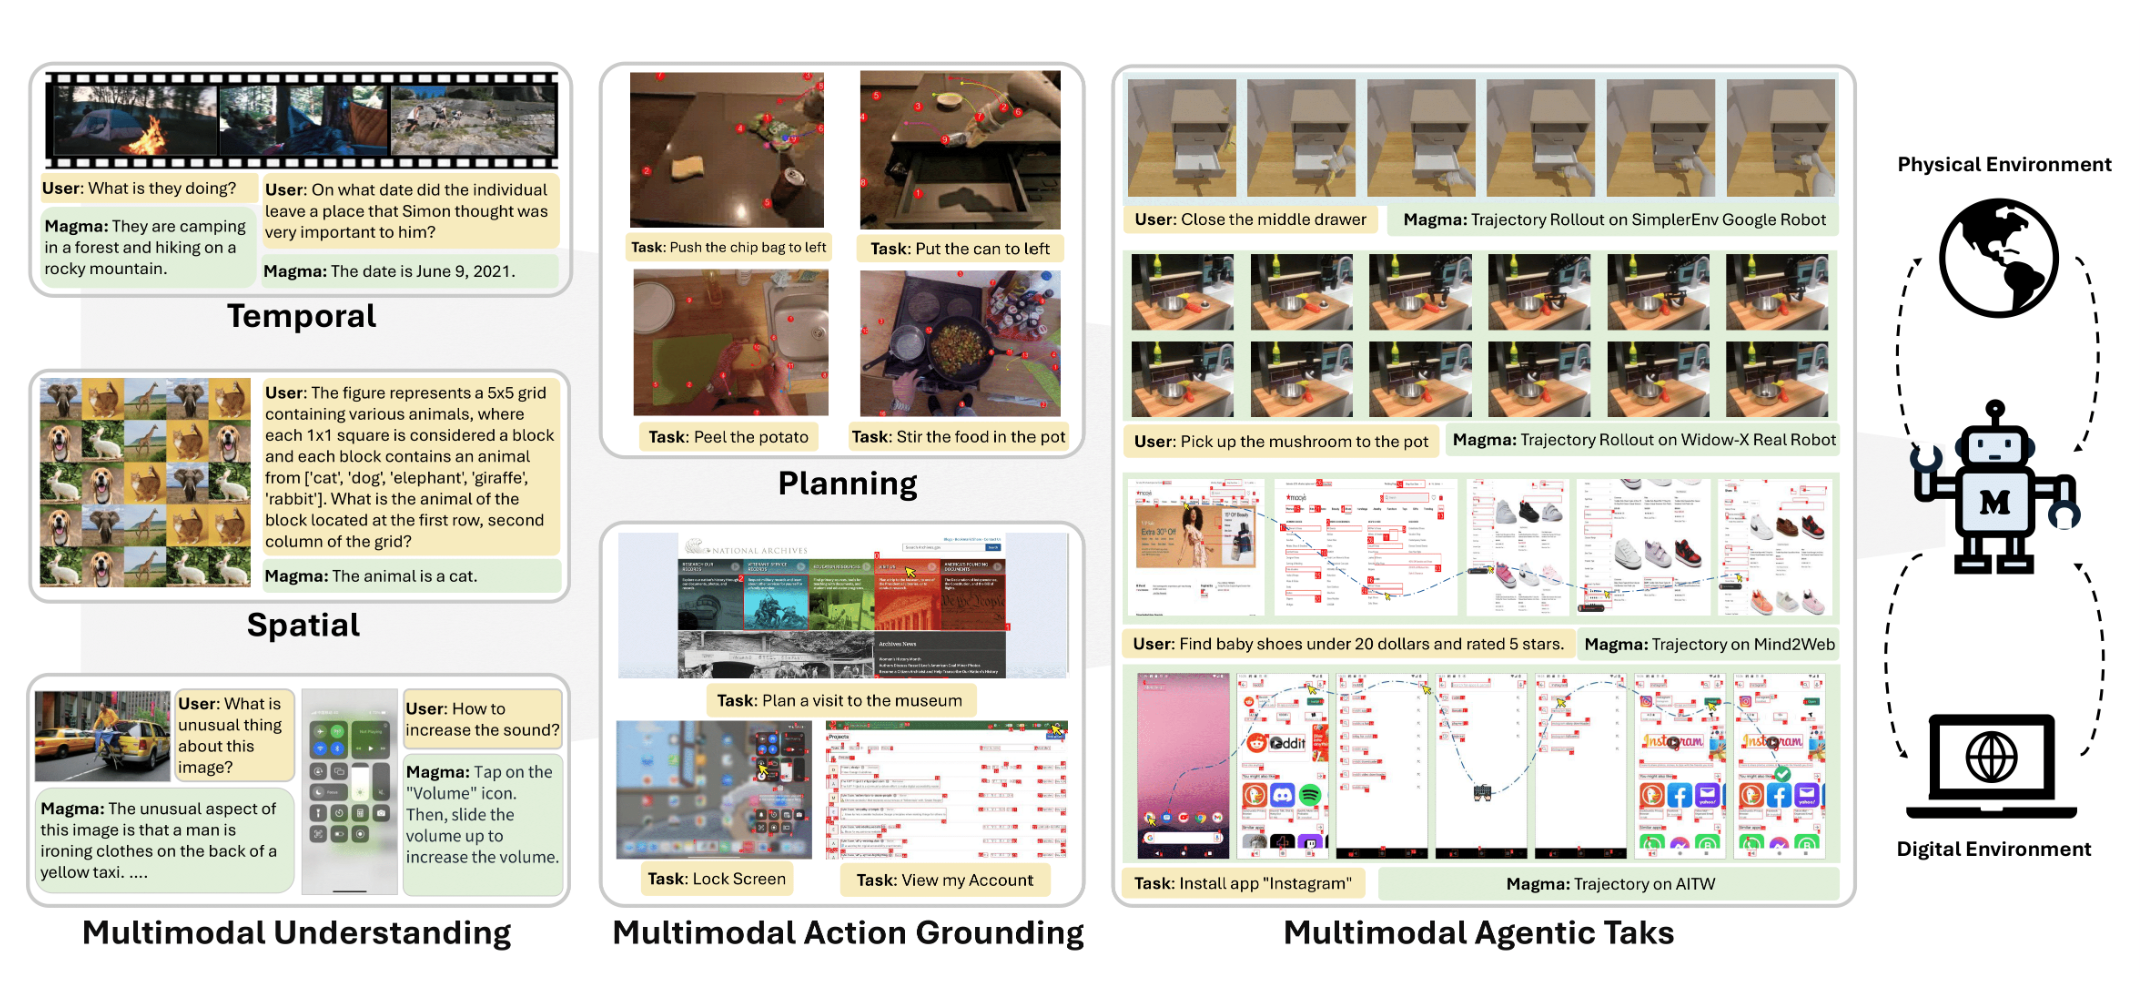 User: What is they doing?
Magma: They are camping
in a forest and hiking on a
rocky mountain.
User: On what date did the individual
leave a place that Simon thought was
very important to him?
Magma: The date is June 9, 2021.
Temporal
User: The figure represents a 5x5 grid
containing various animals, where
each 1x1 square is considered a block
and each block contains an animal
from ['cat', 'dog', 'elephant', 'giraffe',
'rabbit']. What is the animal of the
block located at the first row, second
column of the grid?
Magma: The animal is a cat.
Spatial
User: What is
unusual thing
about this
image?
Magma: The unusual aspect of
this image is that a man is
ironing clothes on the back of a
yellow taxi. ....
User: How to
increase the sound?
Magma: Tap on the
"Volume" icon.
Then, slide the
volume up to
increase the volume.
Multimodal Understanding
Task: Push the chip bag to left
Task: Put the can to left
Task: Peel the potato
Task: Stir the food in the pot
Planning
NATIONAL ARCHIVES
Archives News
Task: Plan a visit to the museum
Projects
Task: Lock Screen
Task: View my Account
Multimodal Action Grounding
User: Close the middle drawer
Magma: Trajectory Rollout on SimplerEnv Google Robot
User: Pick up the mushroom to the pot
Magma: Trajectory Rollout on Widow-X Real Robot
macys
Extra 30% Off
User: Find baby shoes under 20 dollars and rated 5 stars.
Magma: Trajectory on Mind2Web
reddit
Instagram
Instagram
Task: Install app "Instagram"
Magma: Trajectory on AITW
Multimodal Agentic Taks
Physical Environment
M
Digital Environment